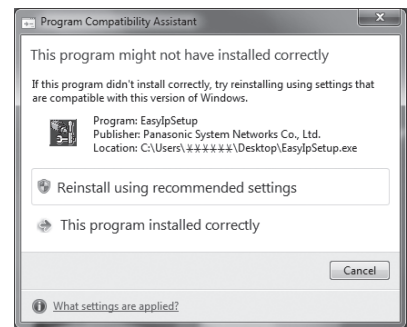 Program Compatibility Assistant
This program might not have installed correctly
If this program didn't install correctly, try reinstalling using settings that
are compatible with this version of Windows.
Program: EasyIpSetup
Publisher: Panasonic System Networks Co., Ltd.
Location: C:\Users\⚹⚹⚹⚹⚹⚹\Desktop\EasyIpSetup.exe
Reinstall using recommended settings
This program installed correctly
Cancel
What settings are applied?